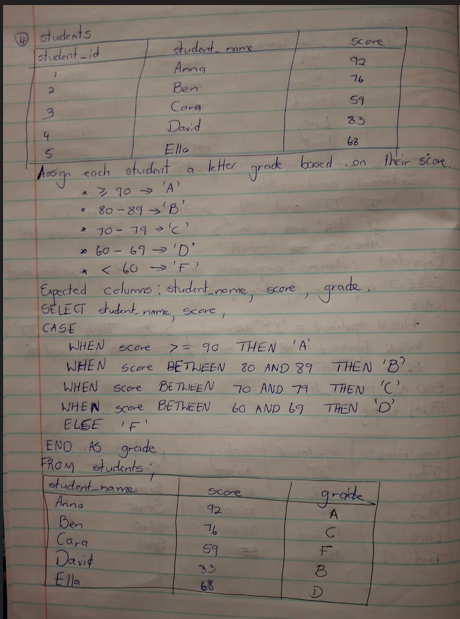 ④ students
student_id student_name score
1 Anna 92
2 Ben 76
3 Cara 59
4 David 83
5 Ella 68
Assign each student a letter grade based on their score
* ≥ 90 → 'A'
* 80 - 89 → 'B'
* 70 - 79 → 'C'
* 60 - 69 → 'D'
* < 60 → 'F'
Expected columns: student_name, score, grade.
SELECT student_name, score,
CASE
WHEN score >= 90 THEN 'A'
WHEN score BETWEEN 80 AND 89 THEN 'B'
WHEN score BETWEEN 70 AND 79 THEN 'C'
WHEN score BETWEEN 60 AND 69 THEN 'D'
ELSE 'F'
END AS grade
FROM students;
student_name score grade
Anna 92 A
Ben 76 C
Cara 59 F
David 83 B
Ella 68 D